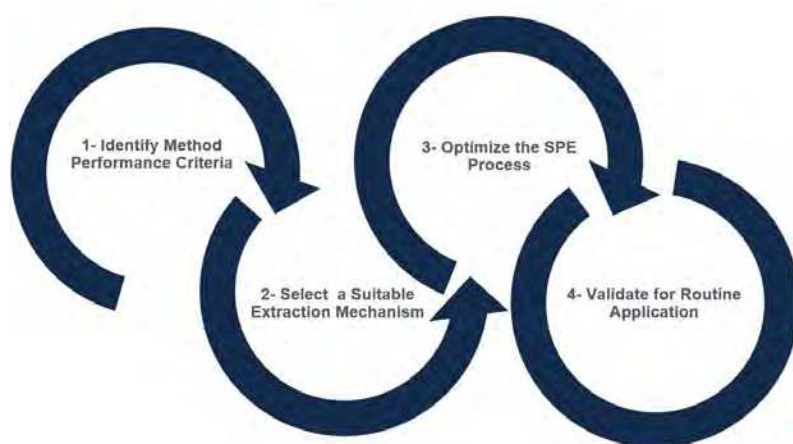 1- Identify Method
Performance Criteria
2- Select a Suitable
Extraction Mechanism
3- Optimize the SPE
Process
4- Validate for Routine
Application